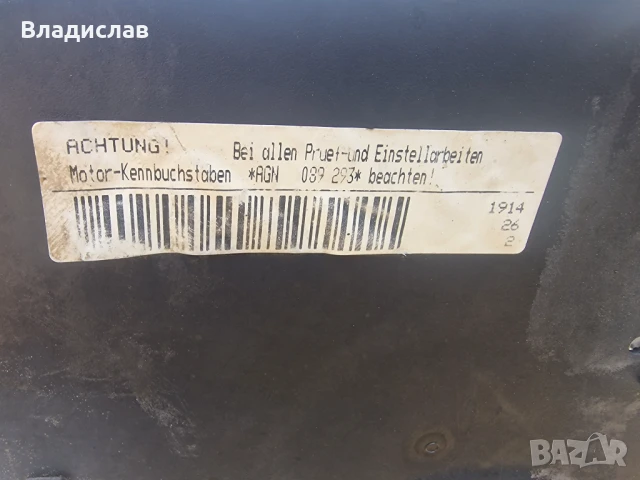 Владислав
ACHTUNG! Bei allen Pruef-und Einstellarbeiten
Motor-Kennbuchstaben *AGN 089 293* beachten!
1914
26
2
BAZAR